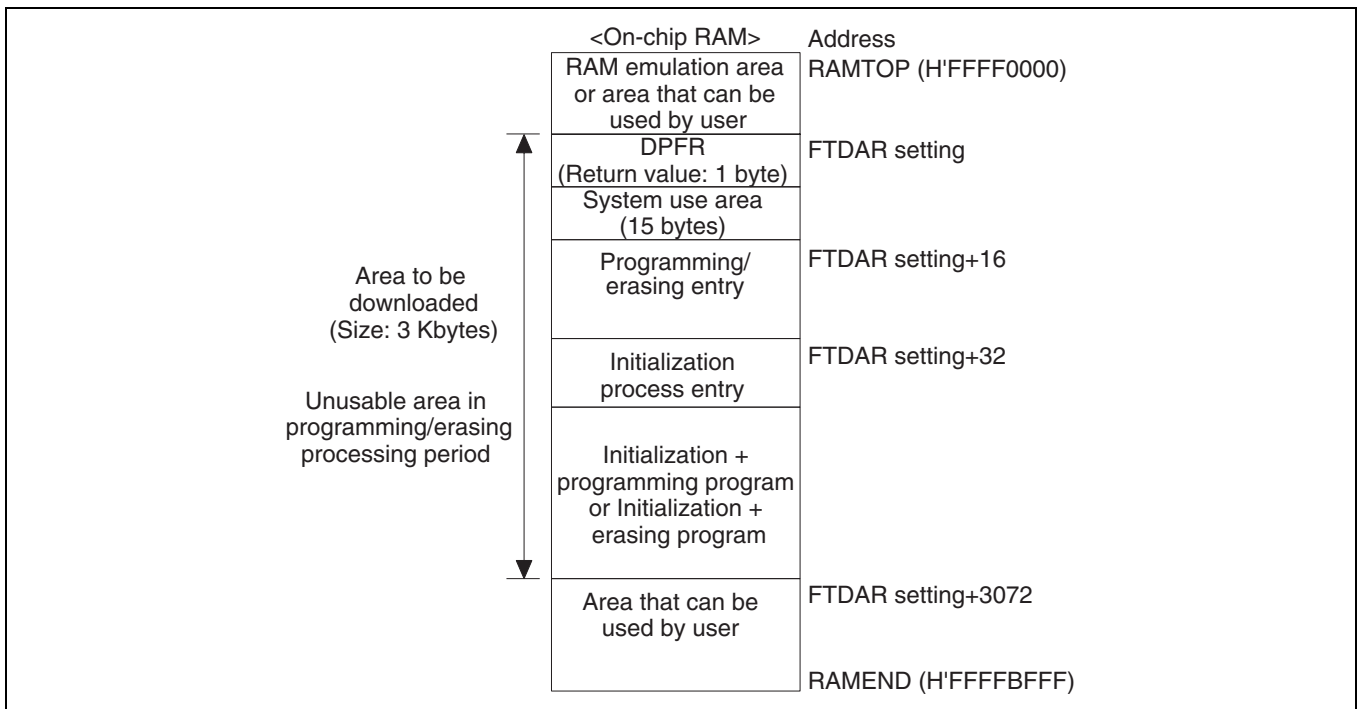 <On-chip RAM>
Address
RAM emulation area
or area that can be
used by user
RAMTOP (H'FFFF0000)
DPFR
(Return value: 1 byte)
FTDAR setting
System use area
(15 bytes)
Programming/
erasing entry
FTDAR setting+16
Area to be
downloaded
(Size: 3 Kbytes)
Initialization
process entry
FTDAR setting+32
Unusable area in
programming/erasing
processing period
Initialization +
programming program
or Initialization +
erasing program
Area that can be
used by user
FTDAR setting+3072
RAMEND (H'FFFFBFFF)